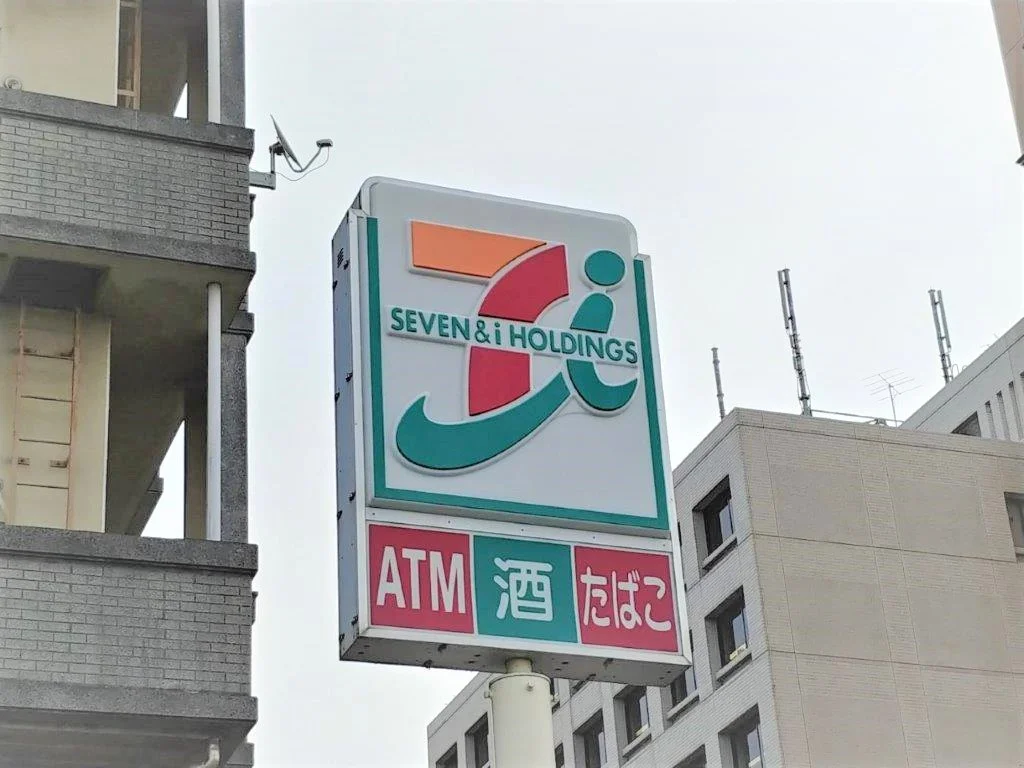 SEVEN & i HOLDINGS
ATM 酒 たばこ